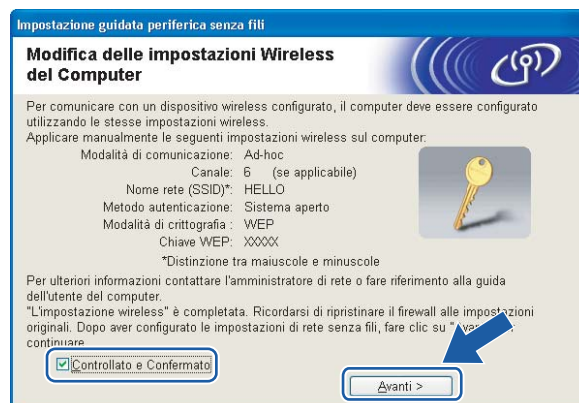 Impostazione guidata periferica senza fili
Modifica delle impostazioni Wireless
del Computer
Per comunicare con un dispositivo wireless configurato, il computer deve essere configurato
utilizzando le stesse impostazioni wireless.
Applicare manualmente le seguenti impostazioni wireless sul computer:
Modalità di comunicazione: Ad-hoc
Canale: 6 (se applicabile)
Nome rete (SSID)*: HELLO
Metodo autenticazione: Sistema aperto
Modalità di crittografia : WEP
Chiave WEP: XXXXX
*Distinzione tra maiuscole e minuscole
Per ulteriori informazioni contattare l'amministratore di rete o fare riferimento alla guida
dell'utente del computer.
"L'impostazione wireless" è completata. Ricordarsi di ripristinare il firewall alle impostazioni
originali. Dopo aver configurato le impostazioni di rete senza fili, fare clic su
continuare.
Controllato e Confermato
Avanti >